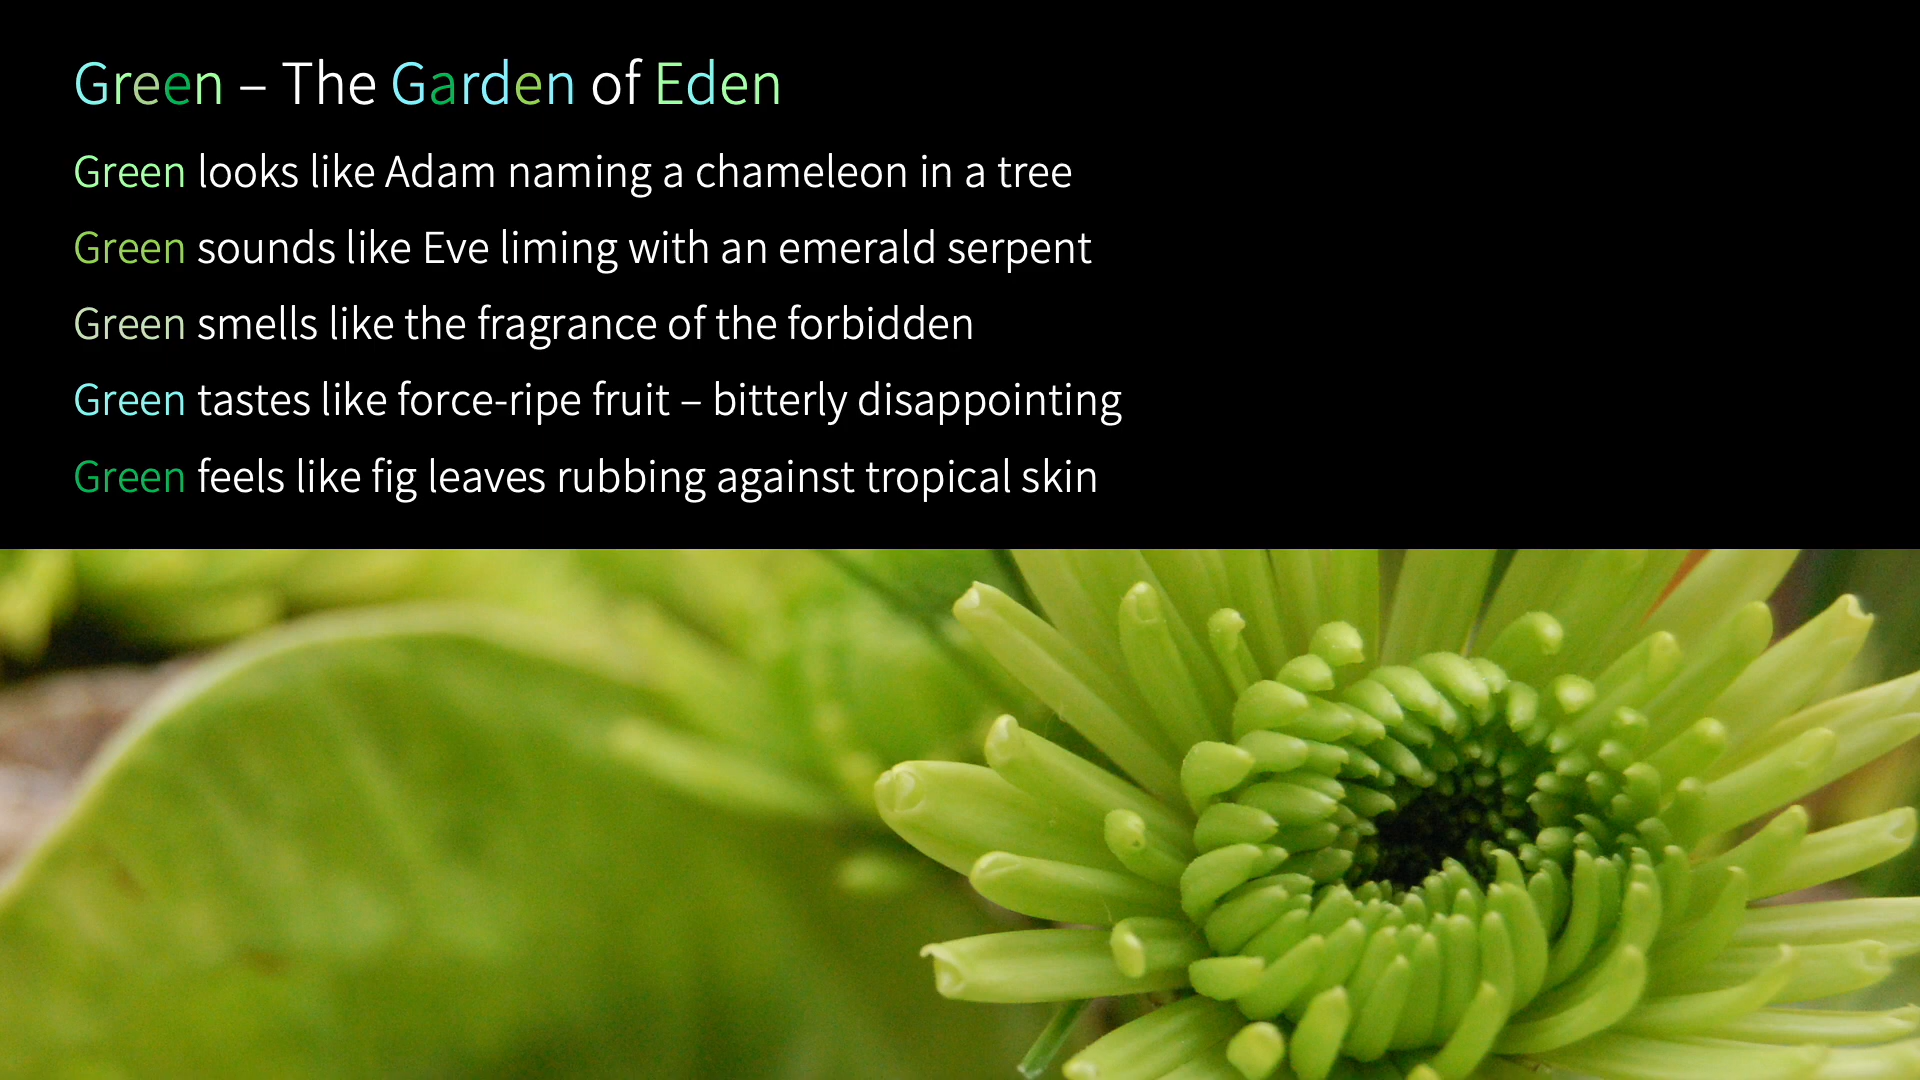 Green – The Garden of Eden
Green looks like Adam naming a chameleon in a tree
Green sounds like Eve liming with an emerald serpent
Green smells like the fragrance of the forbidden
Green tastes like force-ripe fruit – bitterly disappointing
Green feels like fig leaves rubbing against tropical skin